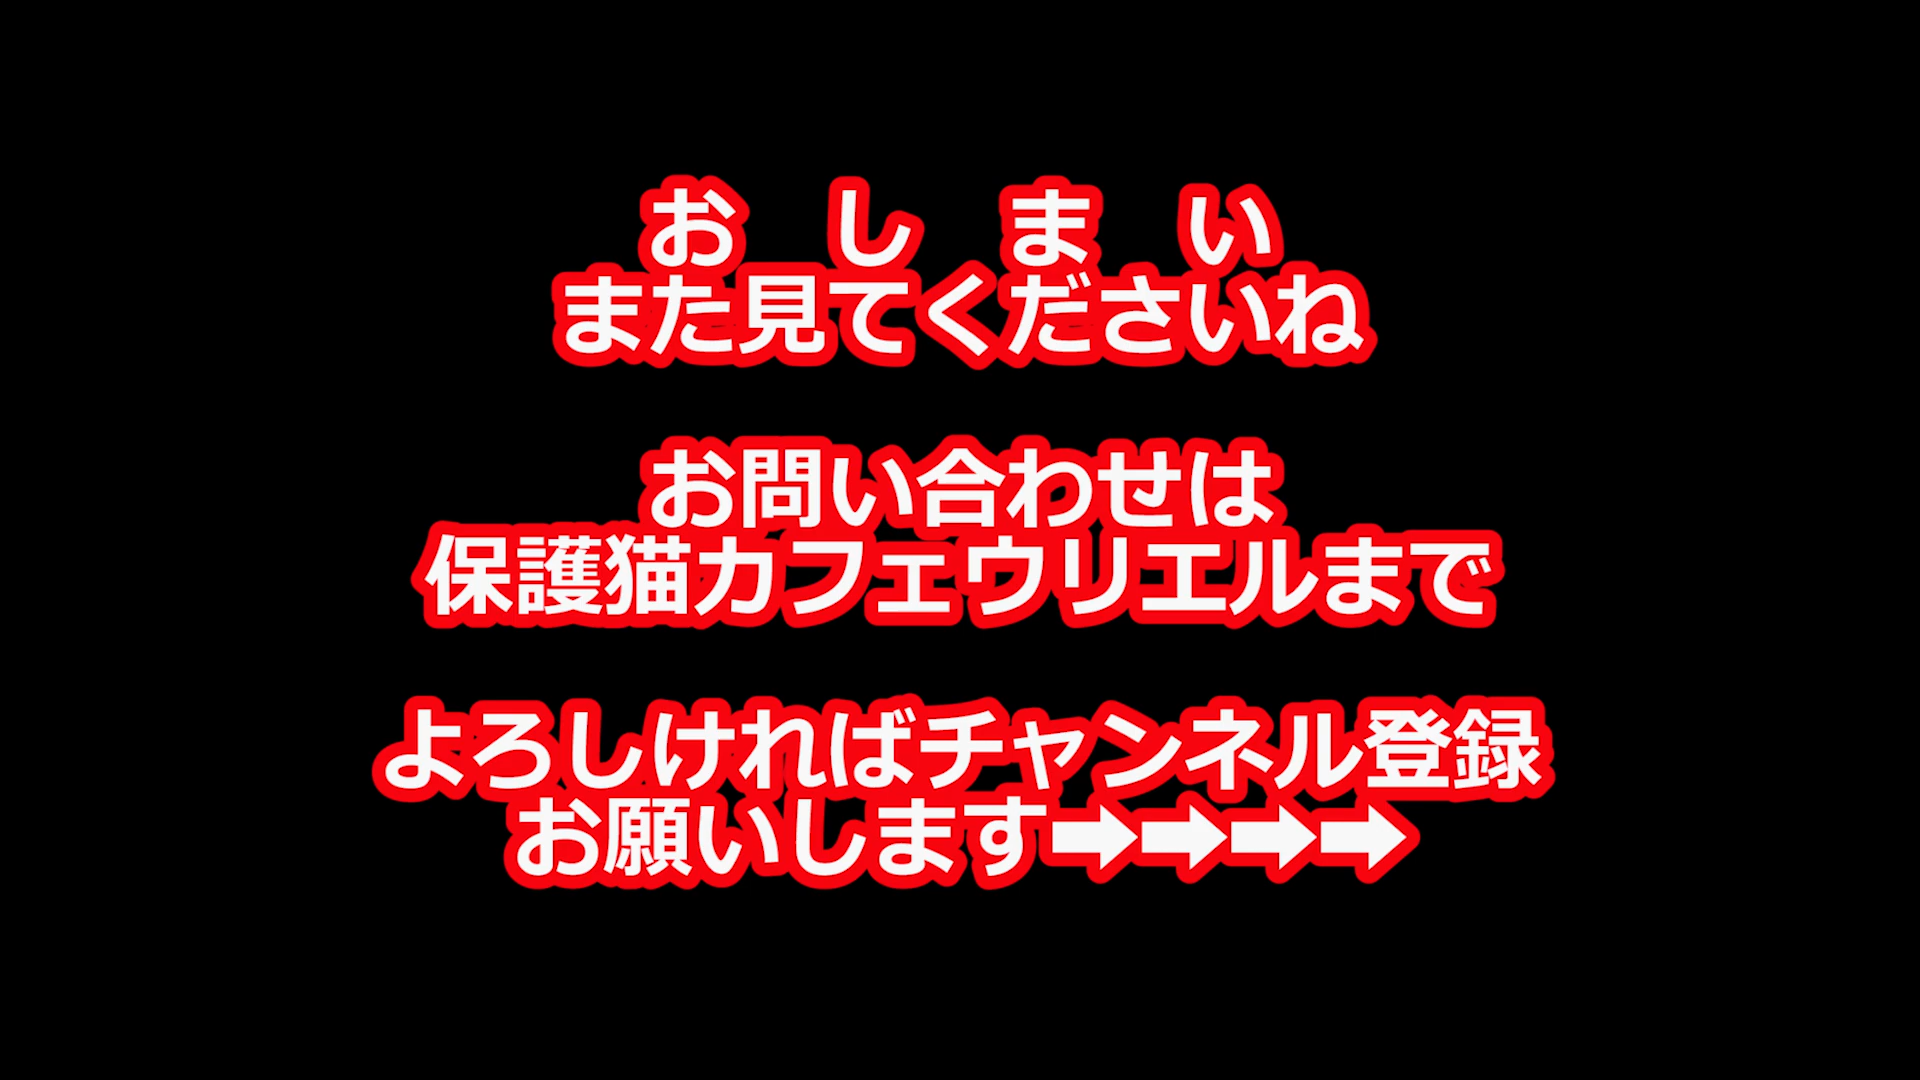 お　し　ま　い
また見てくださいね
お問い合わせは
保護猫カフェウリエルまで
よろしければチャンネル登録
お願いします➡➡➡➡